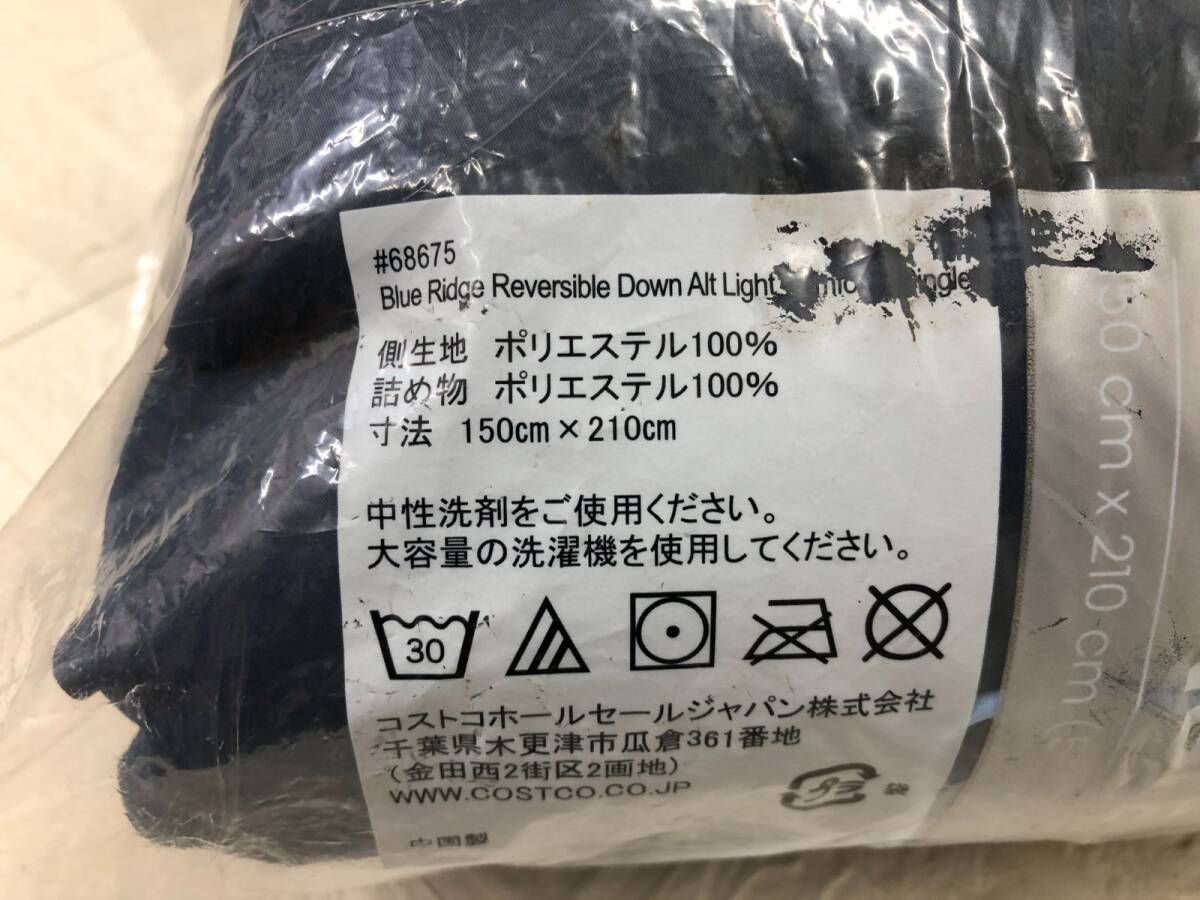 #68675
Blue Ridge Reversible Down Alt Light
側生地 ポリエステル100%
詰め物 ポリエステル100%
寸法 150cm×210cm
中性洗剤をご使用ください。
大容量の洗濯機を使用してください。
30
コストコホールセールジャパン株式会社
千葉県木更津市瓜倉361番地
(金田西2街区2画地)
WWW.COSTCO.CO.JP
プラ 袋
中国製
50 cm x 210 cm (